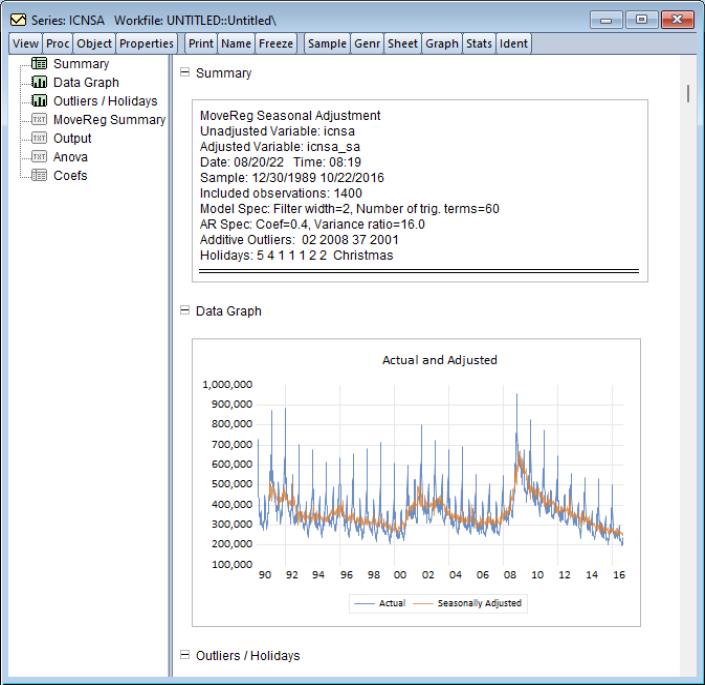 Series: ICNSA Workfile: UNTITLED::Untitled\
View Proc Object Properties Print Name Freeze Sample Genr Sheet Graph Stats Ident
Summary
Data Graph
Outliers / Holidays
TXT MoveReg Summary
TXT Output
TXT Anova
Coefs
Summary
MoveReg Seasonal Adjustment
Unadjusted Variable: icnsa
Adjusted Variable: icnsa_sa
Date: 08/20/22 Time: 08:19
Sample: 12/30/1989 10/22/2016
Included observations: 1400
Model Spec: Filter width=2, Number of trig. terms=60
AR Spec: Coef=0.4, Variance ratio=16.0
Additive Outliers: 02 2008 37 2001
Holidays: 5 4 1 1 1 2 2 Christmas
Data Graph
Actual and Adjusted
1,000,000
900,000
800,000
700,000
600,000
500,000
400,000
300,000
200,000
100,000
90 92 94 96 98 00 02 04 06 08 10 12 14 16
Actual Seasonally Adjusted
Outliers / Holidays